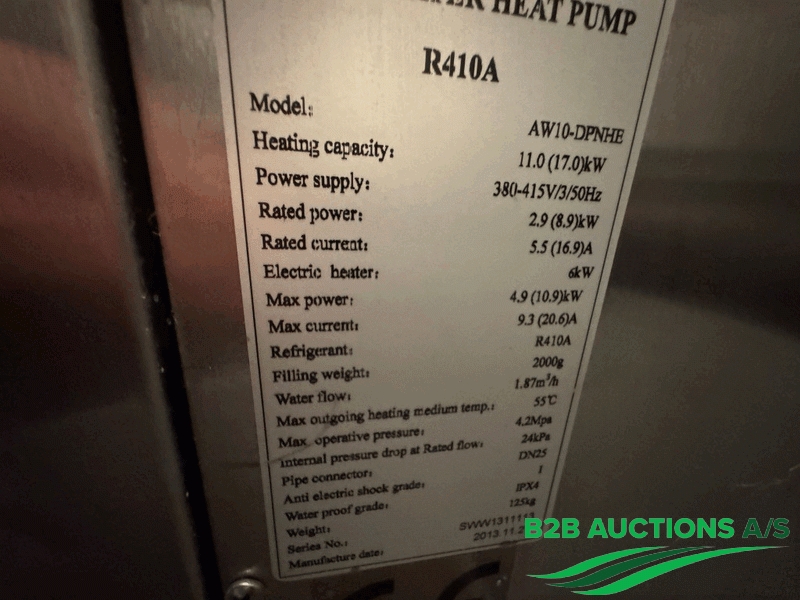 HEAT PUMP
R410A
Model: AW10-DPNHE
Heating capacity: 11.0 (17.0)kW
Power supply: 380-415V/3/50Hz
Rated power: 2.9 (8.9)kW
Rated current: 5.5 (16.9)A
Electric heater: 6kW
Max power: 4.9 (10.9)kW
Max current: 9.3 (20.6)A
Refrigerant: R410A
Filling weight: 2000g
Water flow: 1.87m³/h
Max outgoing heating medium temp.: 55℃
Max operative pressure: 4.2Mpa
Internal pressure drop at Rated flow: 24kPa
Pipe connector: DN25
Anti electric shock grade: I
Water proof grade: IPX4
Weight: 125kg
Series No.:
Manufacture date: 2013.11
B2B AUCTIONS A/S